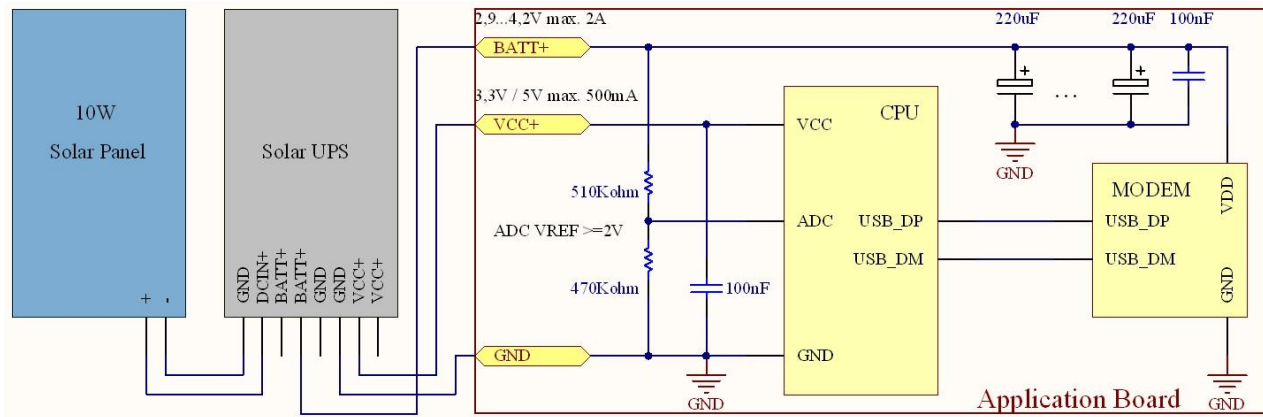 10W
Solar Panel
+
-
Solar UPS
GND
DCIN+
BATT+
BATT+
GND
GND
VCC+
VCC+
2,9...4,2V max. 2A
BATT+
3,3V / 5V max. 500mA
VCC+
510Kohm
ADC VREF >=2V
470Kohm
100nF
GND
GND
CPU
VCC
ADC
GND
USB_DP
USB_DM
220uF
220uF
100nF
+
...
+
GND
MODEM
VDD
USB_DP
USB_DM
GND
GND
Application Board